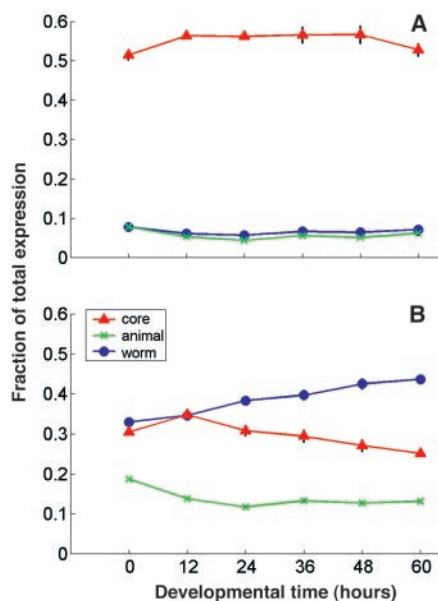 A
0.6
0.5
0.4
0.3
0.2
0.1
0
Fraction of total expression
B
0.6
0.5
0.4
0.3
0.2
0.1
0
core
animal
worm
0 12 24 36 48 60
Developmental time (hours)